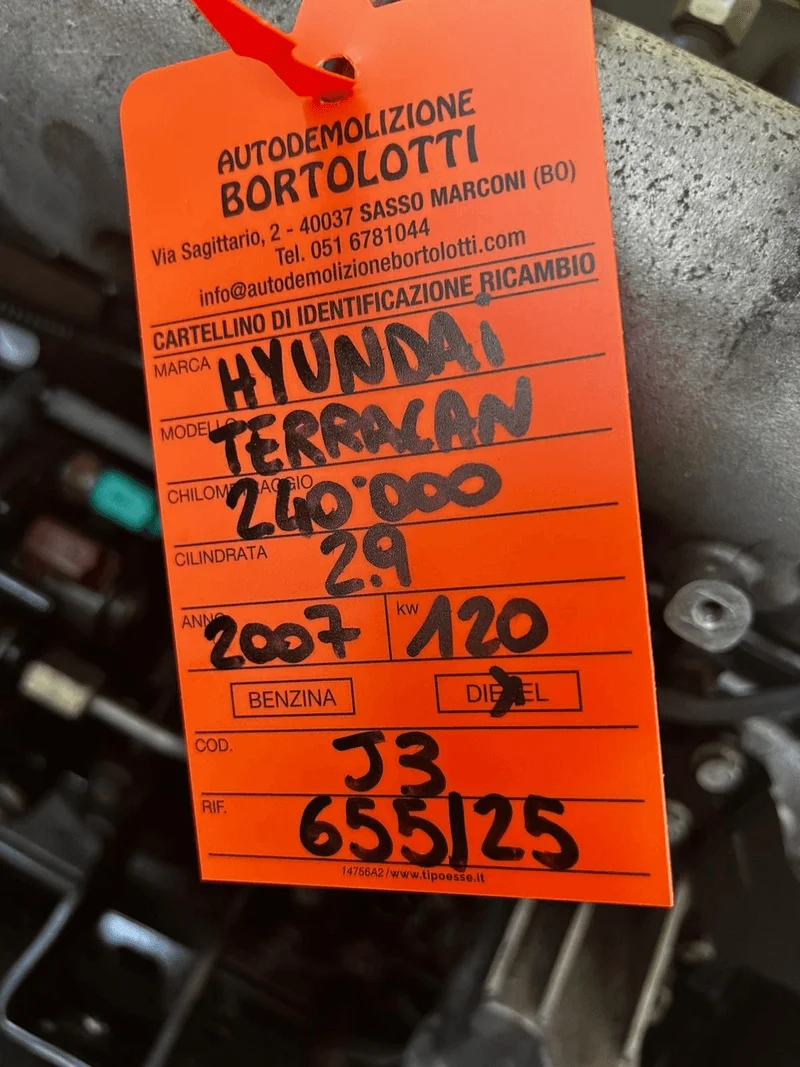 AUTODEMOLIZIONE
BORTOLOTTI
Via Sagittario, 2 - 40037 SASSO MARCONI (BO)
Tel. 051 6781044
info@autodemolizionebortolotti.com
CARTELLINO DI IDENTIFICAZIONE RICAMBIO
MARCA HYUNDAi
MODELLO TERRACAN
CHILOMETRAGGIO 240'000
CILINDRATA 2.9
ANNO 2007 kw 120
BENZINA DIESEL
COD. J3
RIF. 655/25
14756A2/www.tipoesse.it